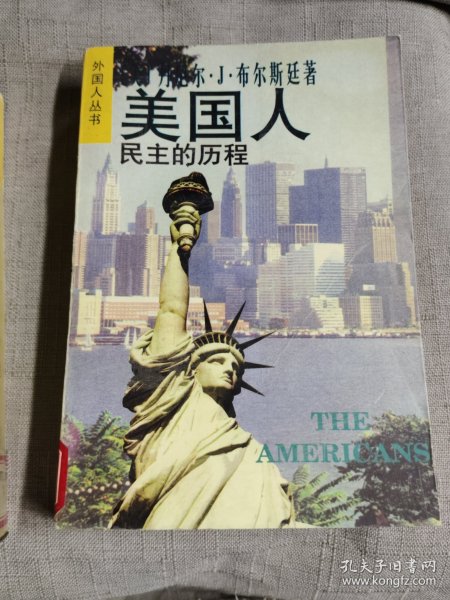 外国人丛书
尔·J·布尔斯廷著
美国人
民主的历程
THE
AMERICANS
孔夫子旧书网
www.kongfz.com